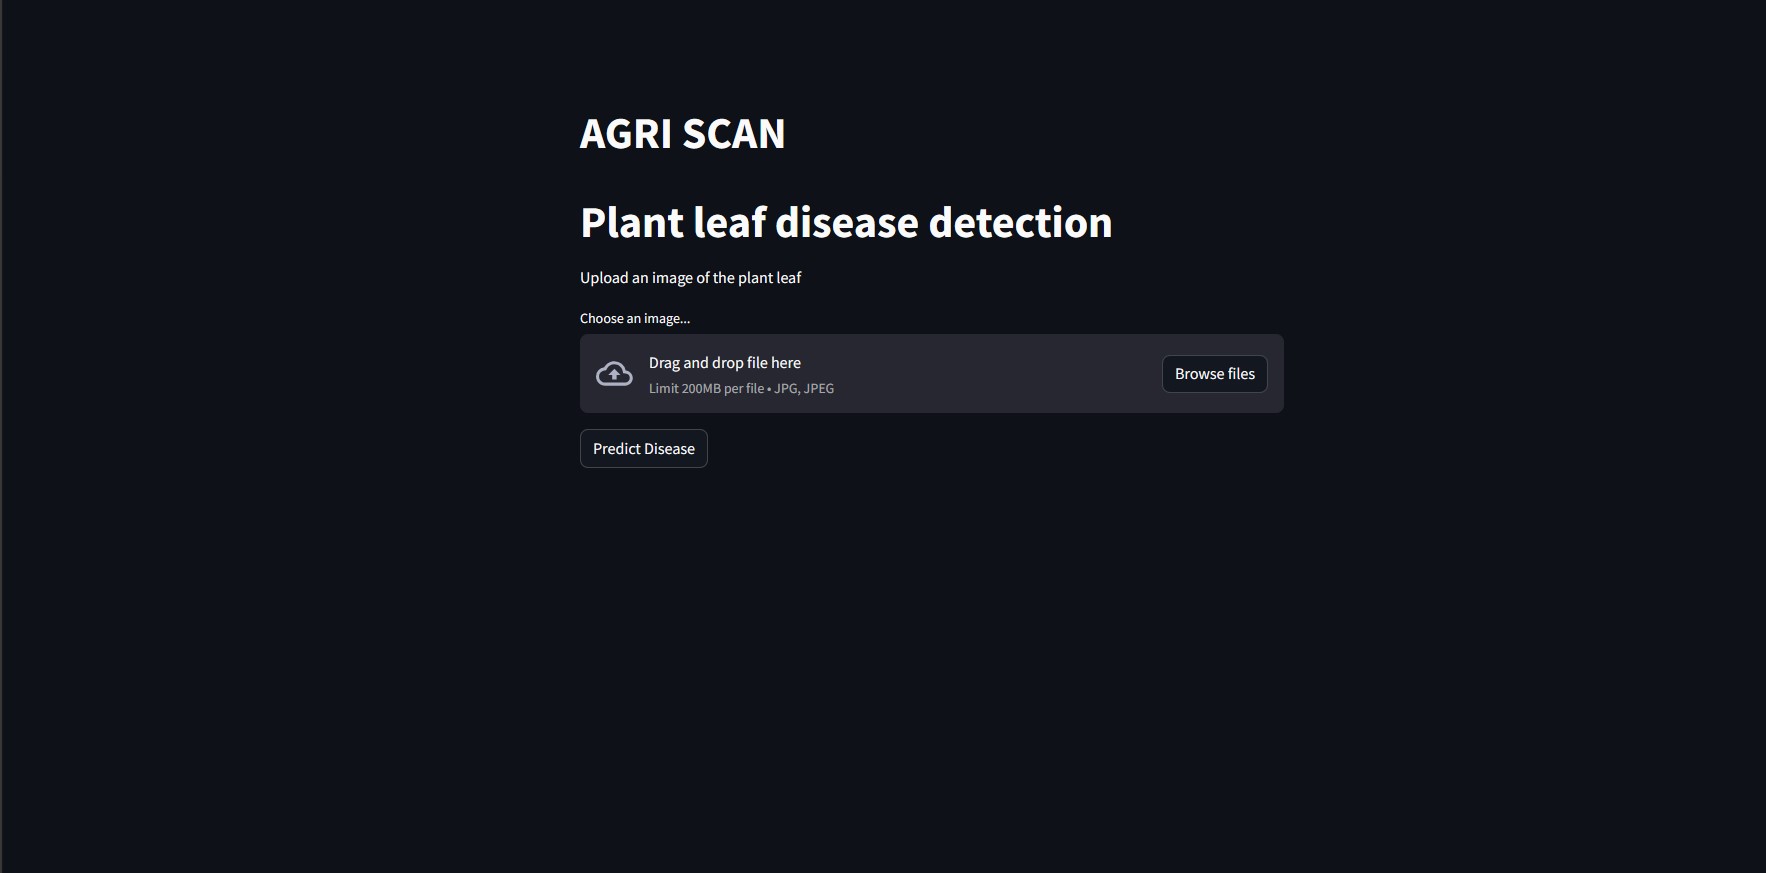 AGRI SCAN
Plant leaf disease detection
Upload an image of the plant leaf
Choose an image...
Drag and drop file here
Limit 200MB per file • JPG, JPEG
Browse files
Predict Disease